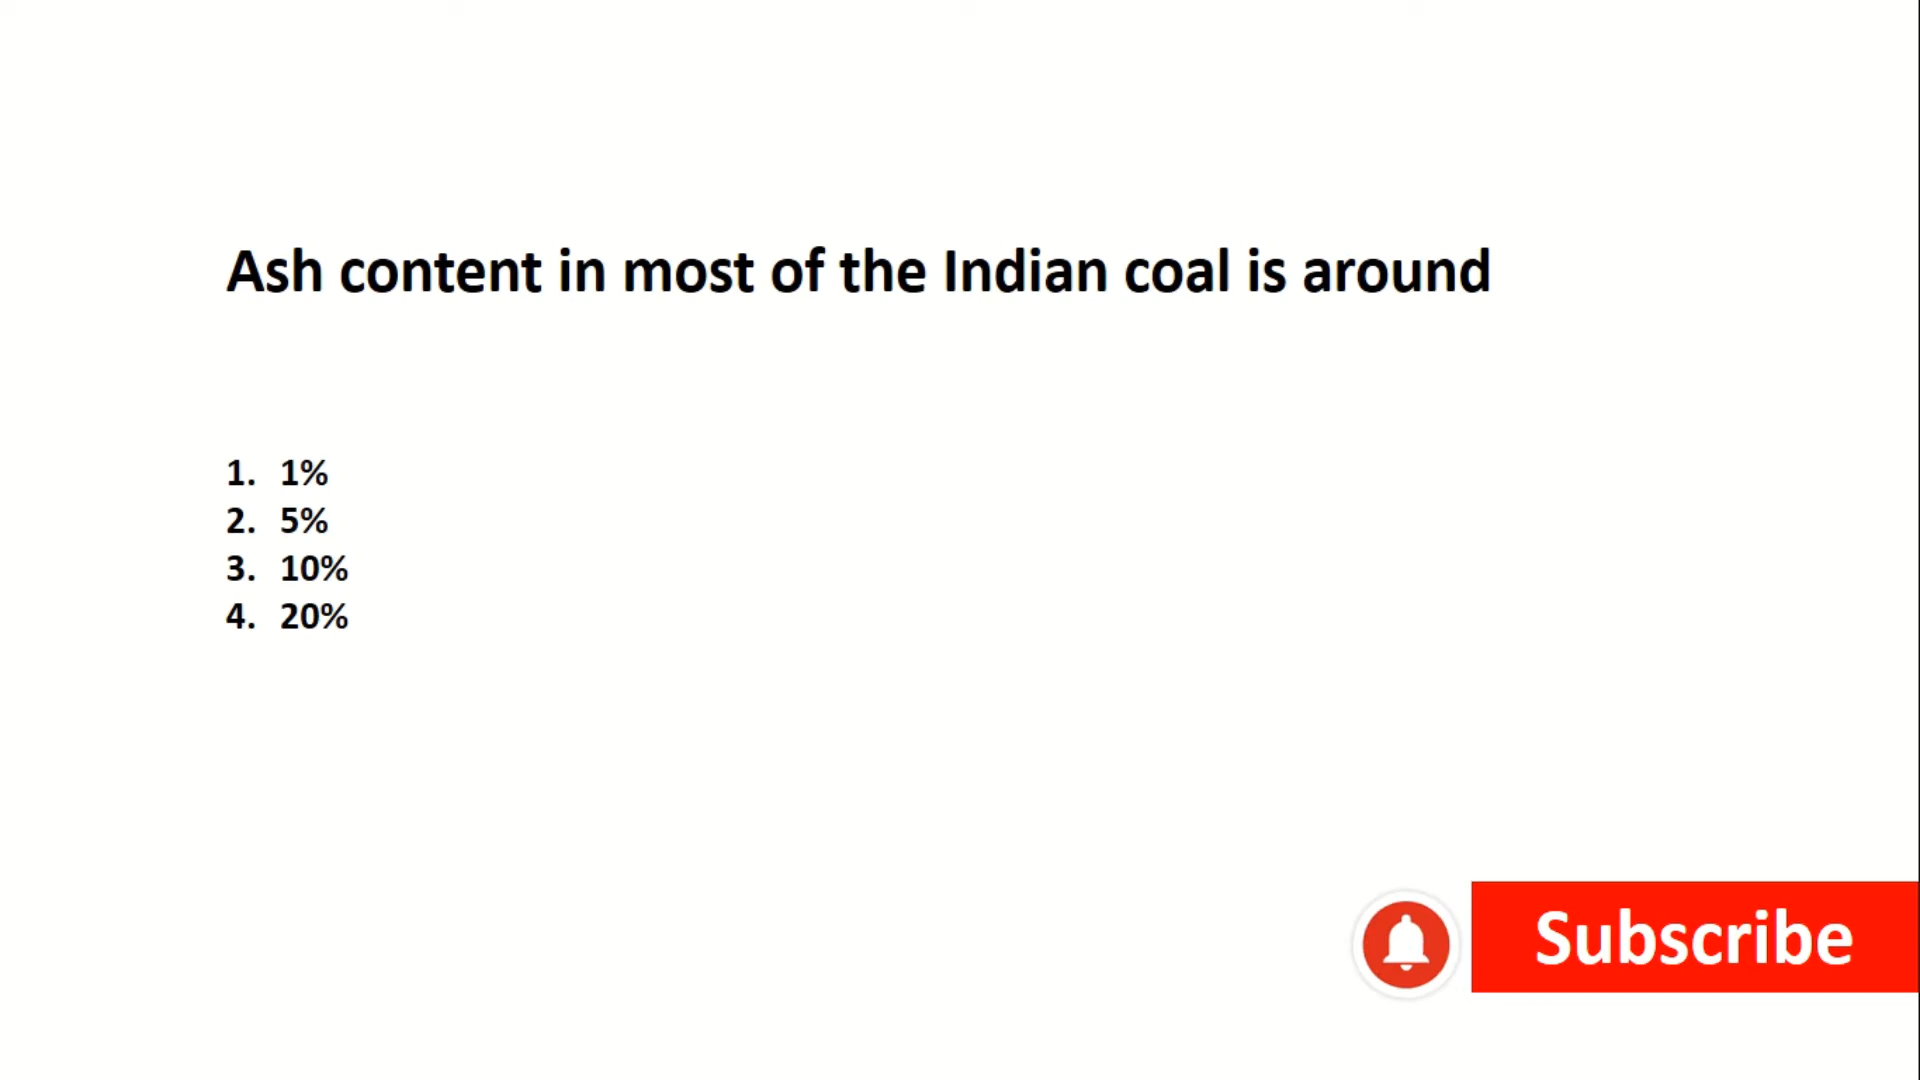 Ash content in most of the Indian coal is around
1. 1%
2. 5%
3. 10%
4. 20%
Subscribe